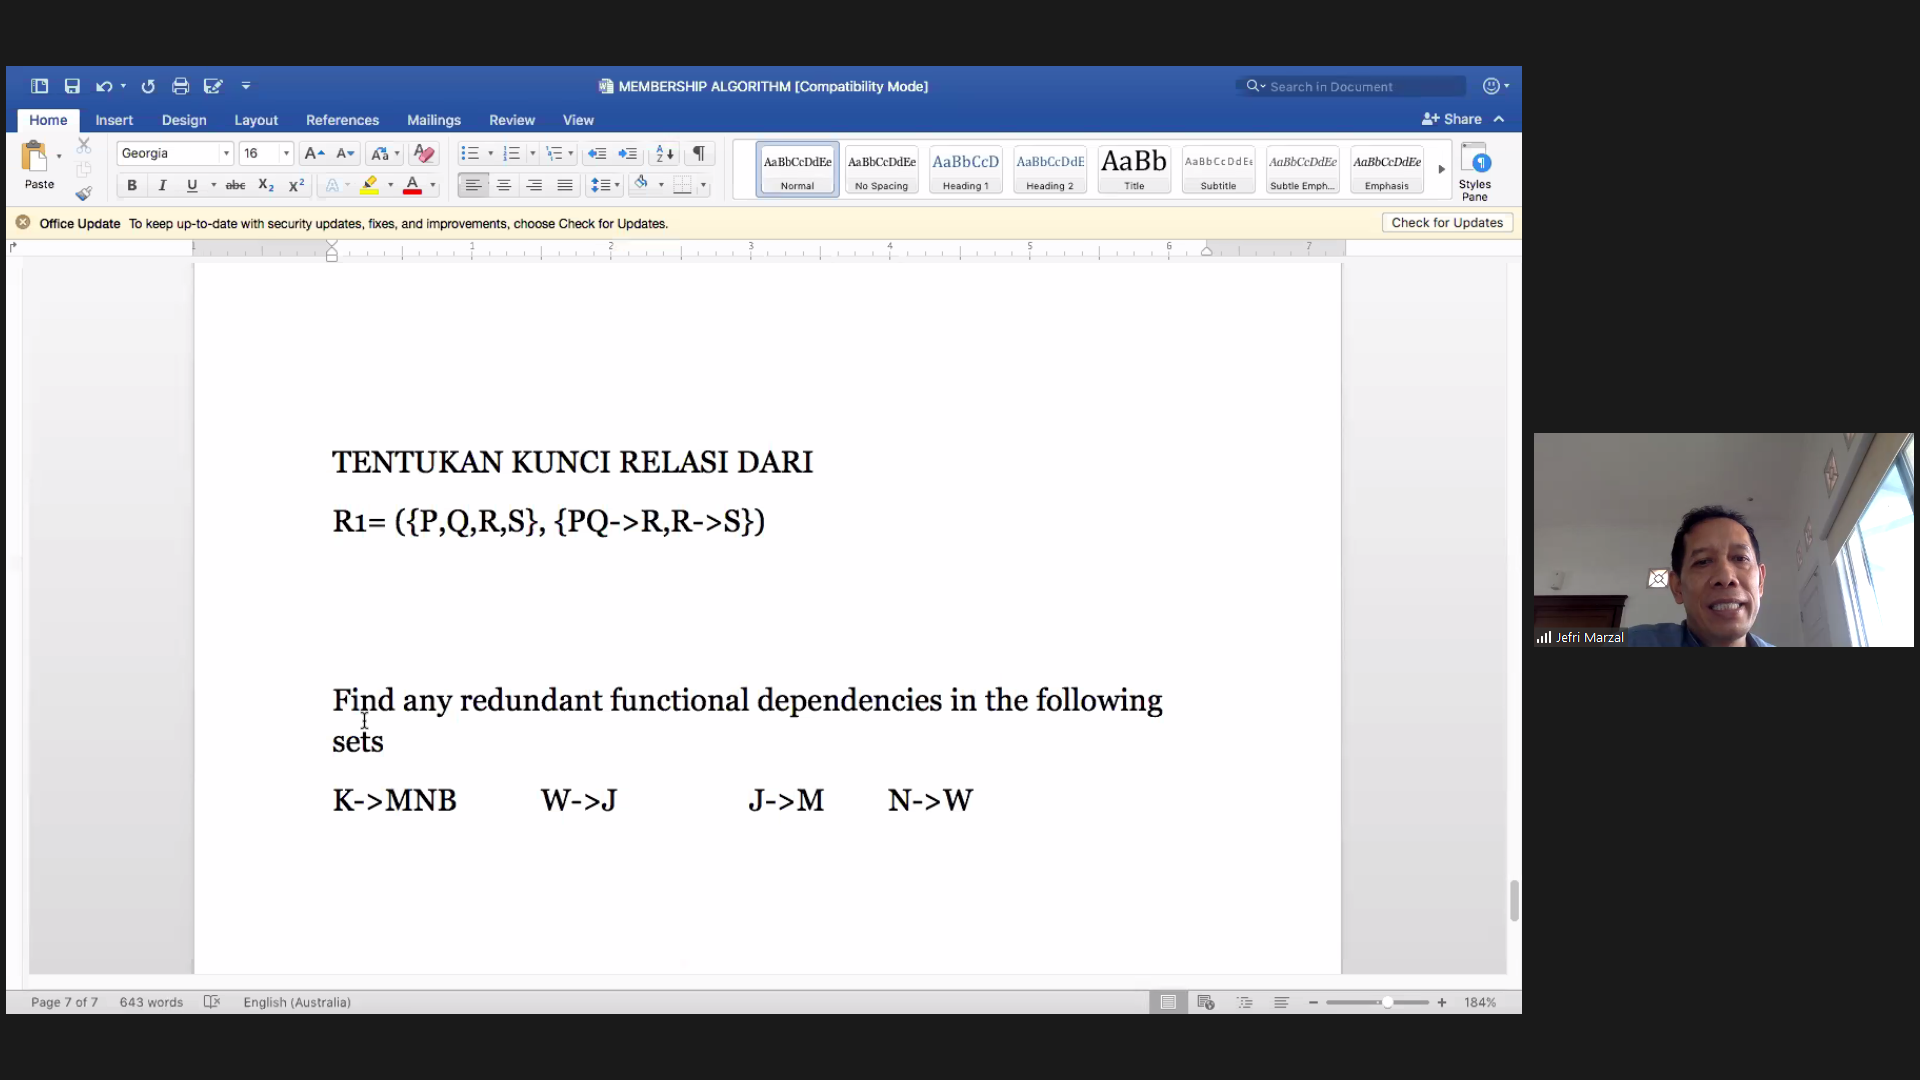 MEMBERSHIP ALGORITHM [Compatibility Mode]
Search in Document
Home Insert Design Layout References Mailings Review View
Share
Paste
Georgia 16
AaBbCcDdEe AaBbCcDdEe AaBbCcD AaBbCcDdE AaBb AaBbCcDdEe AaBbCcDdEe AaBbCcDdEe
Normal No Spacing Heading 1 Heading 2 Title Subtitle Subtle Emph... Emphasis
Styles
Pane
Office Update To keep up-to-date with security updates, fixes, and improvements, choose Check for Updates.
Check for Updates
1 1 2 3 4 5 6 7
TENTUKAN KUNCI RELASI DARI
R1= ({P,Q,R,S}, {PQ->R,R->S})
Find any redundant functional dependencies in the following
sets
K->MNB W->J J->M N->W
Jefri Marzal
Page 7 of 7 643 words English (Australia) 184%